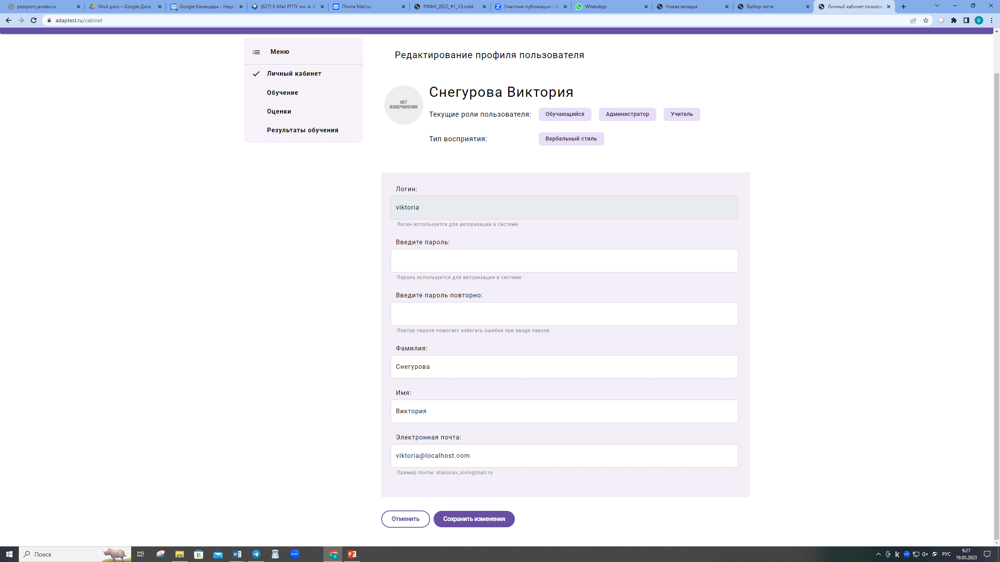 passport.yandex.ru
Мой диск – Google Диск
Google Календарь - Недел
(627) E-Mail РГПУ им. А. И
Почта Mail.ru
РФФИ_2022_#1_V3.indd
Участник публикации - Zo
WhatsApp
Новая вкладка
Выбор теста
Личный кабинет пользов
adaptest.ru/cabinet
B
Меню
Личный кабинет
Обучение
Оценки
Результаты обучения
Редактирование профиля пользователя
НЕТ
ИЗОБРАЖЕНИЯ
Снегурова Виктория
Текущие роли пользователя: Обучающийся Администратор Учитель
Тип восприятия: Вербальный стиль
Логин:
viktoria
Логин используется для авторизации в системе
Введите пароль:
Пароль используется для авторизации в системе
Введите пароль повторно:
Повтор пароля помогает избегать ошибки при вводе пароля
Фамилия:
Снегурова
Имя:
Виктория
Электронная почта:
viktoria@localhost.com
Пример почты: stanislav_sivin@mail.ru
Отменить
Сохранить изменения
Поиск
zoom
РУС
9:27
19.05.2023